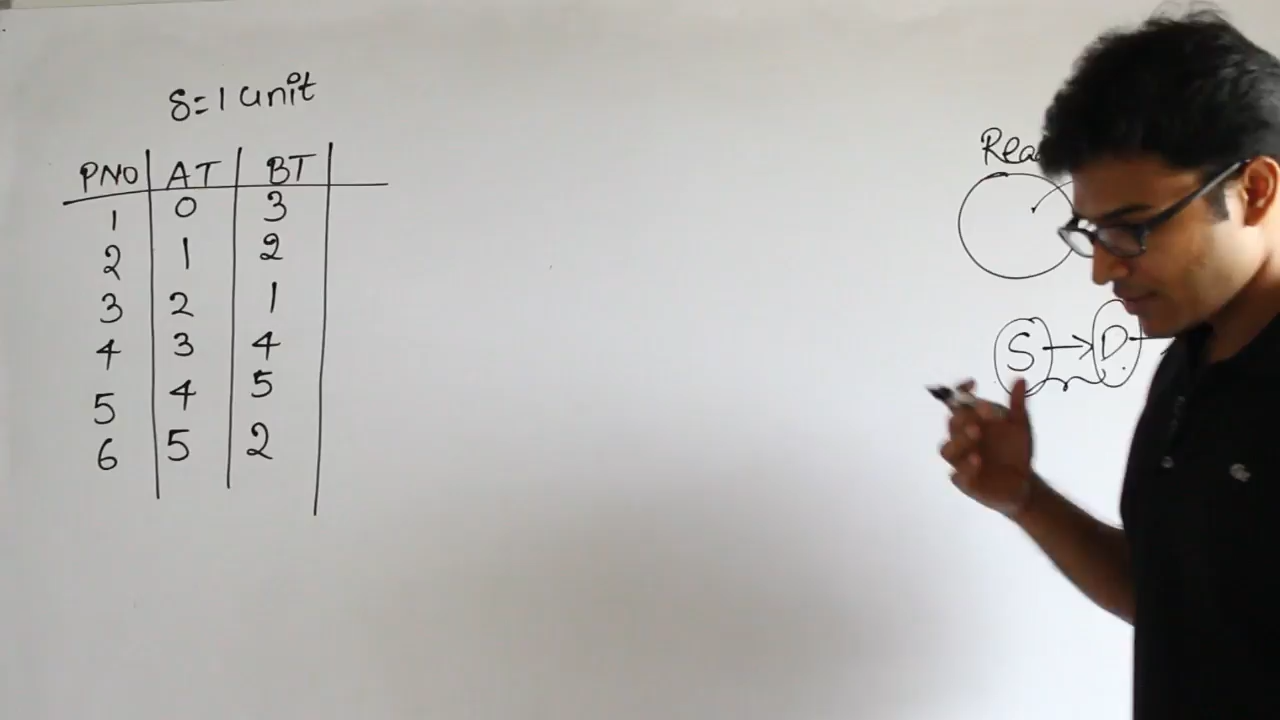 δ=1 unit
PNO AT BT
1 0 3
2 1 2
3 2 1
4 3 4
5 4 5
6 5 2
S D